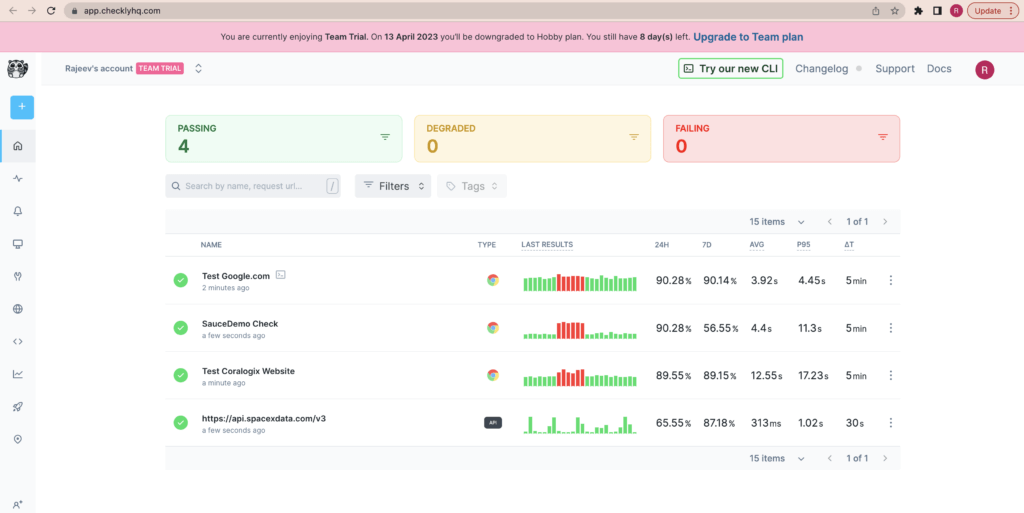 app.checklyhq.com
R
Update
You are currently enjoying Team Trial. On 13 April 2023 you'll be downgraded to Hobby plan. You still have 8 day(s) left. Upgrade to Team plan
Rajeev's account TEAM TRIAL
Try our new CLI Changelog Support Docs R
+
PASSING
4
DEGRADED
0
FAILING
0
Search by name, request url... /
Filters
Tags
15 items 1 of 1
NAME TYPE LAST RESULTS 24H 7D AVG P95 ΔT
Test Google.com 90.28% 90.14% 3.92s 4.45s 5min
2 minutes ago
SauceDemo Check 90.28% 56.55% 4.4s 11.3s 5min
a few seconds ago
Test Coralogix Website 89.55% 89.15% 12.55s 17.23s 5min
a minute ago
https://api.spacexdata.com/v3 API 65.55% 87.18% 313ms 1.02s 30s
a few seconds ago
15 items 1 of 1